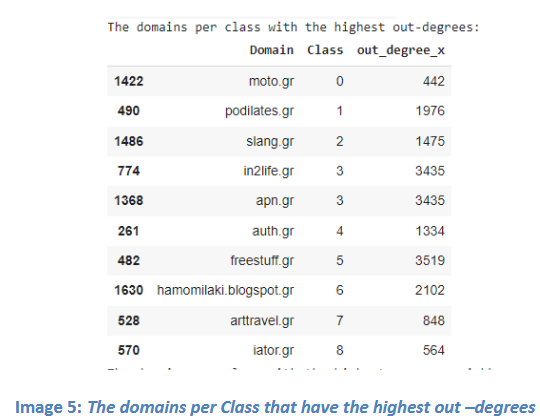 The domains per class with the highest out-degrees:
Domain Class out_degree_x
1422 moto.gr 0 442
490 podilates.gr 1 1976
1486 slang.gr 2 1475
774 in2life.gr 3 3435
1368 apn.gr 3 3435
261 auth.gr 4 1334
482 freestuff.gr 5 3519
1630 hamomilaki.blogspot.gr 6 2102
528 arttravel.gr 7 848
570 iator.gr 8 564
Image 5: The domains per Class that have the highest out –degrees